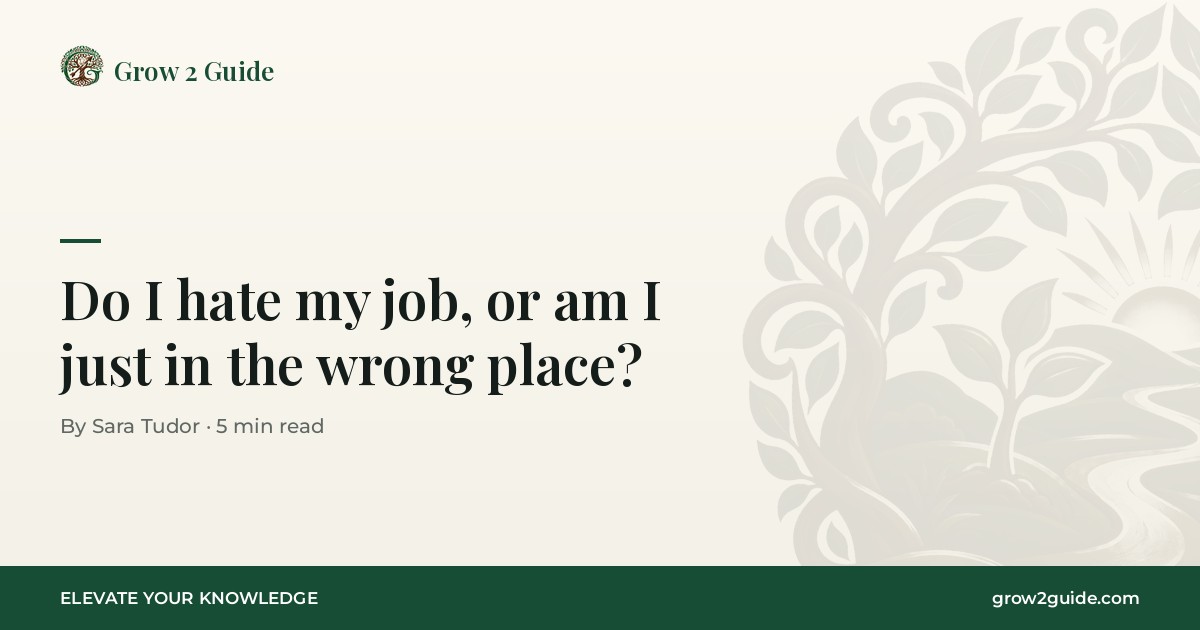 Grow 2 Guide
Do I hate my job, or am I
just in the wrong place?
By Sara Tudor · 5 min read
ELEVATE YOUR KNOWLEDGE
grow2guide.com